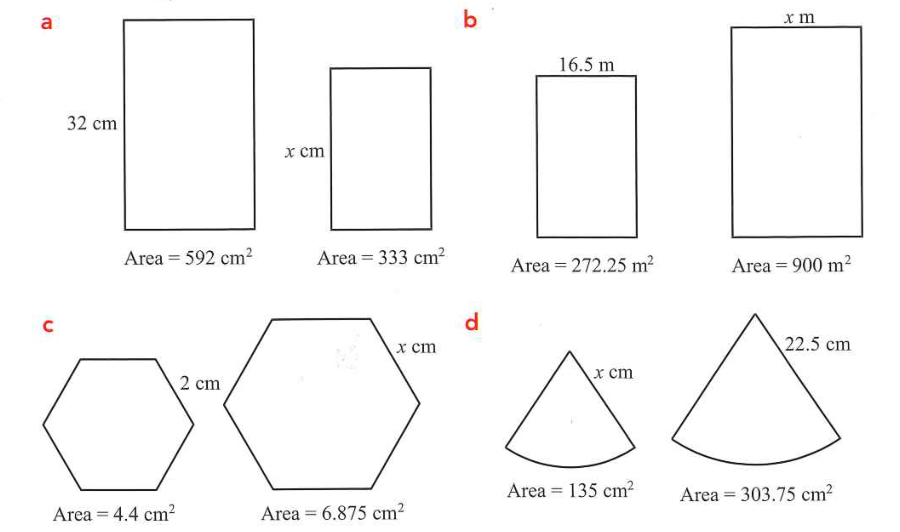 a
32 cm
x cm
Area = 592 cm²
Area = 333 cm²
b
16.5 m
x m
Area = 272.25 m²
Area = 900 m²
c
2 cm
x cm
Area = 4.4 cm²
Area = 6.875 cm²
d
x cm
22.5 cm
Area = 135 cm²
Area = 303.75 cm²